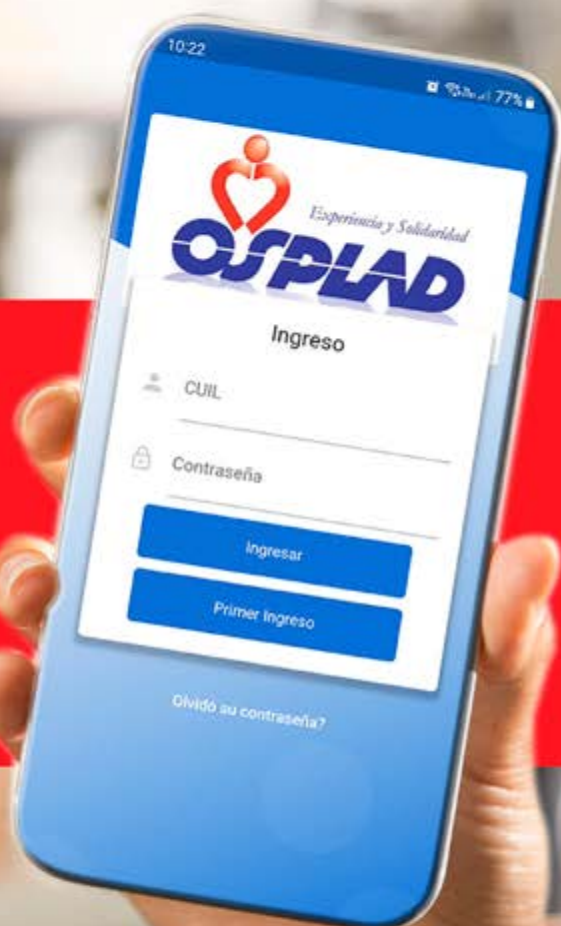 10:22
77%
Experiencia y Solidaridad
OSPLAD
Ingreso
CUIL
Contraseña
Ingresar
Primer Ingreso
Olvidó su contraseña?